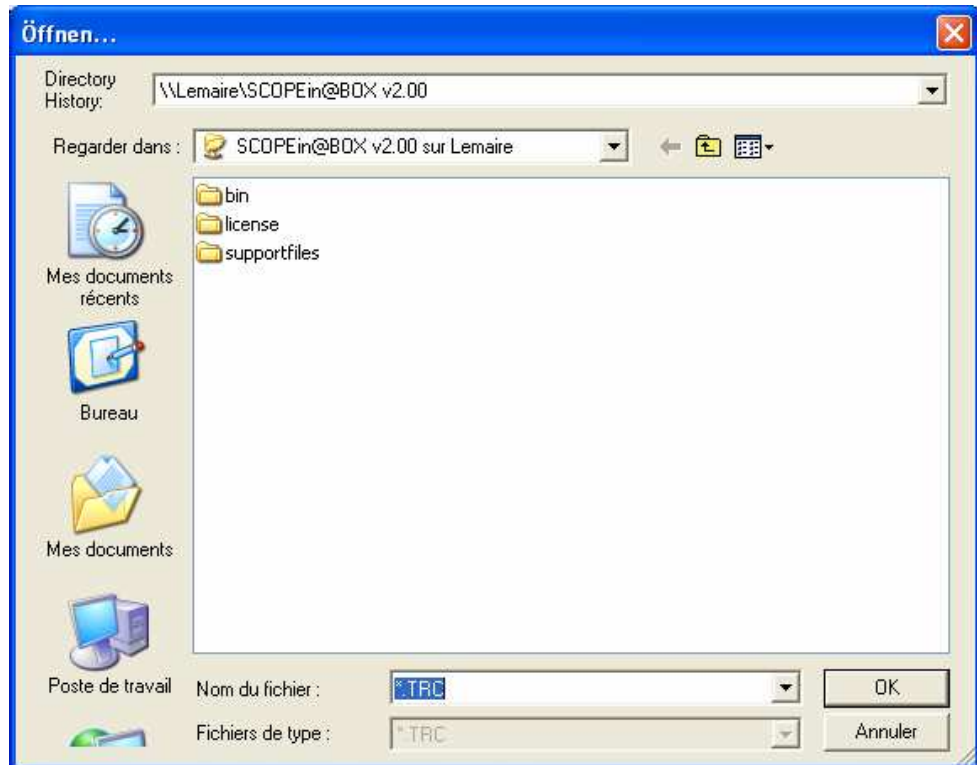 Öffnen...
Directory
History:
\\Lemaire\SCOPEin@BOX v2.00
Regarder dans :
SCOPEin@BOX v2.00 sur Lemaire
bin
license
supportfiles
Mes documents
récents
Bureau
Mes documents
Poste de travail
Nom du fichier :
*.TRC
OK
Fichiers de type :
*.TRC
Annuler